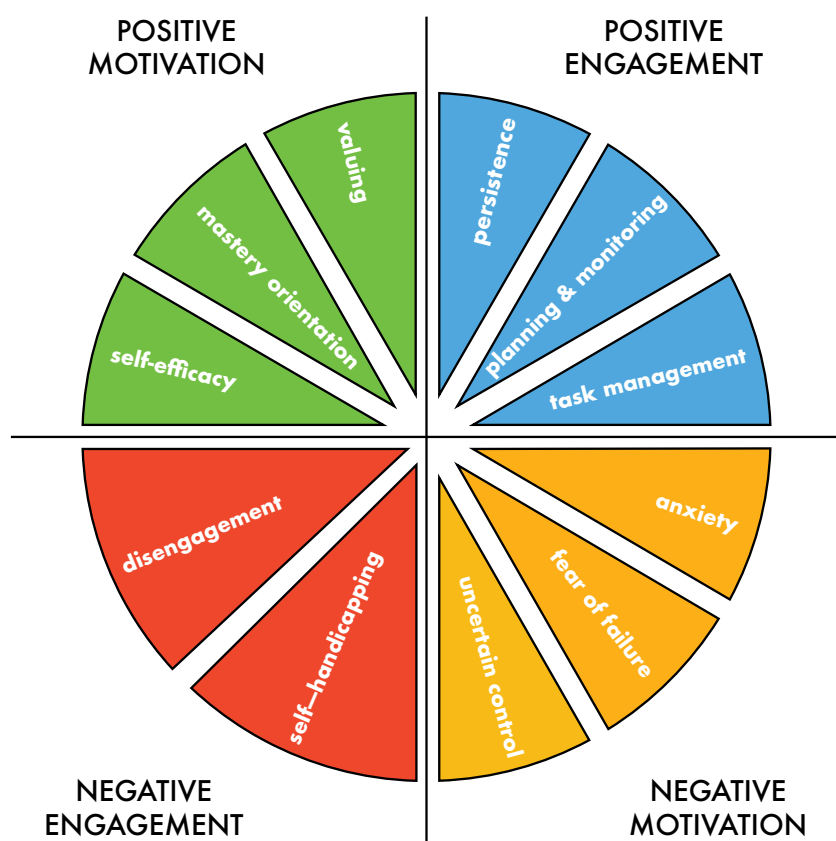 POSITIVE
MOTIVATION
POSITIVE
ENGAGEMENT
valuing
mastery orientation
self-efficacy
persistence
planning & monitoring
task management
disengagement
self—handicapping
anxiety
fear of failure
uncertain control
NEGATIVE
ENGAGEMENT
NEGATIVE
MOTIVATION